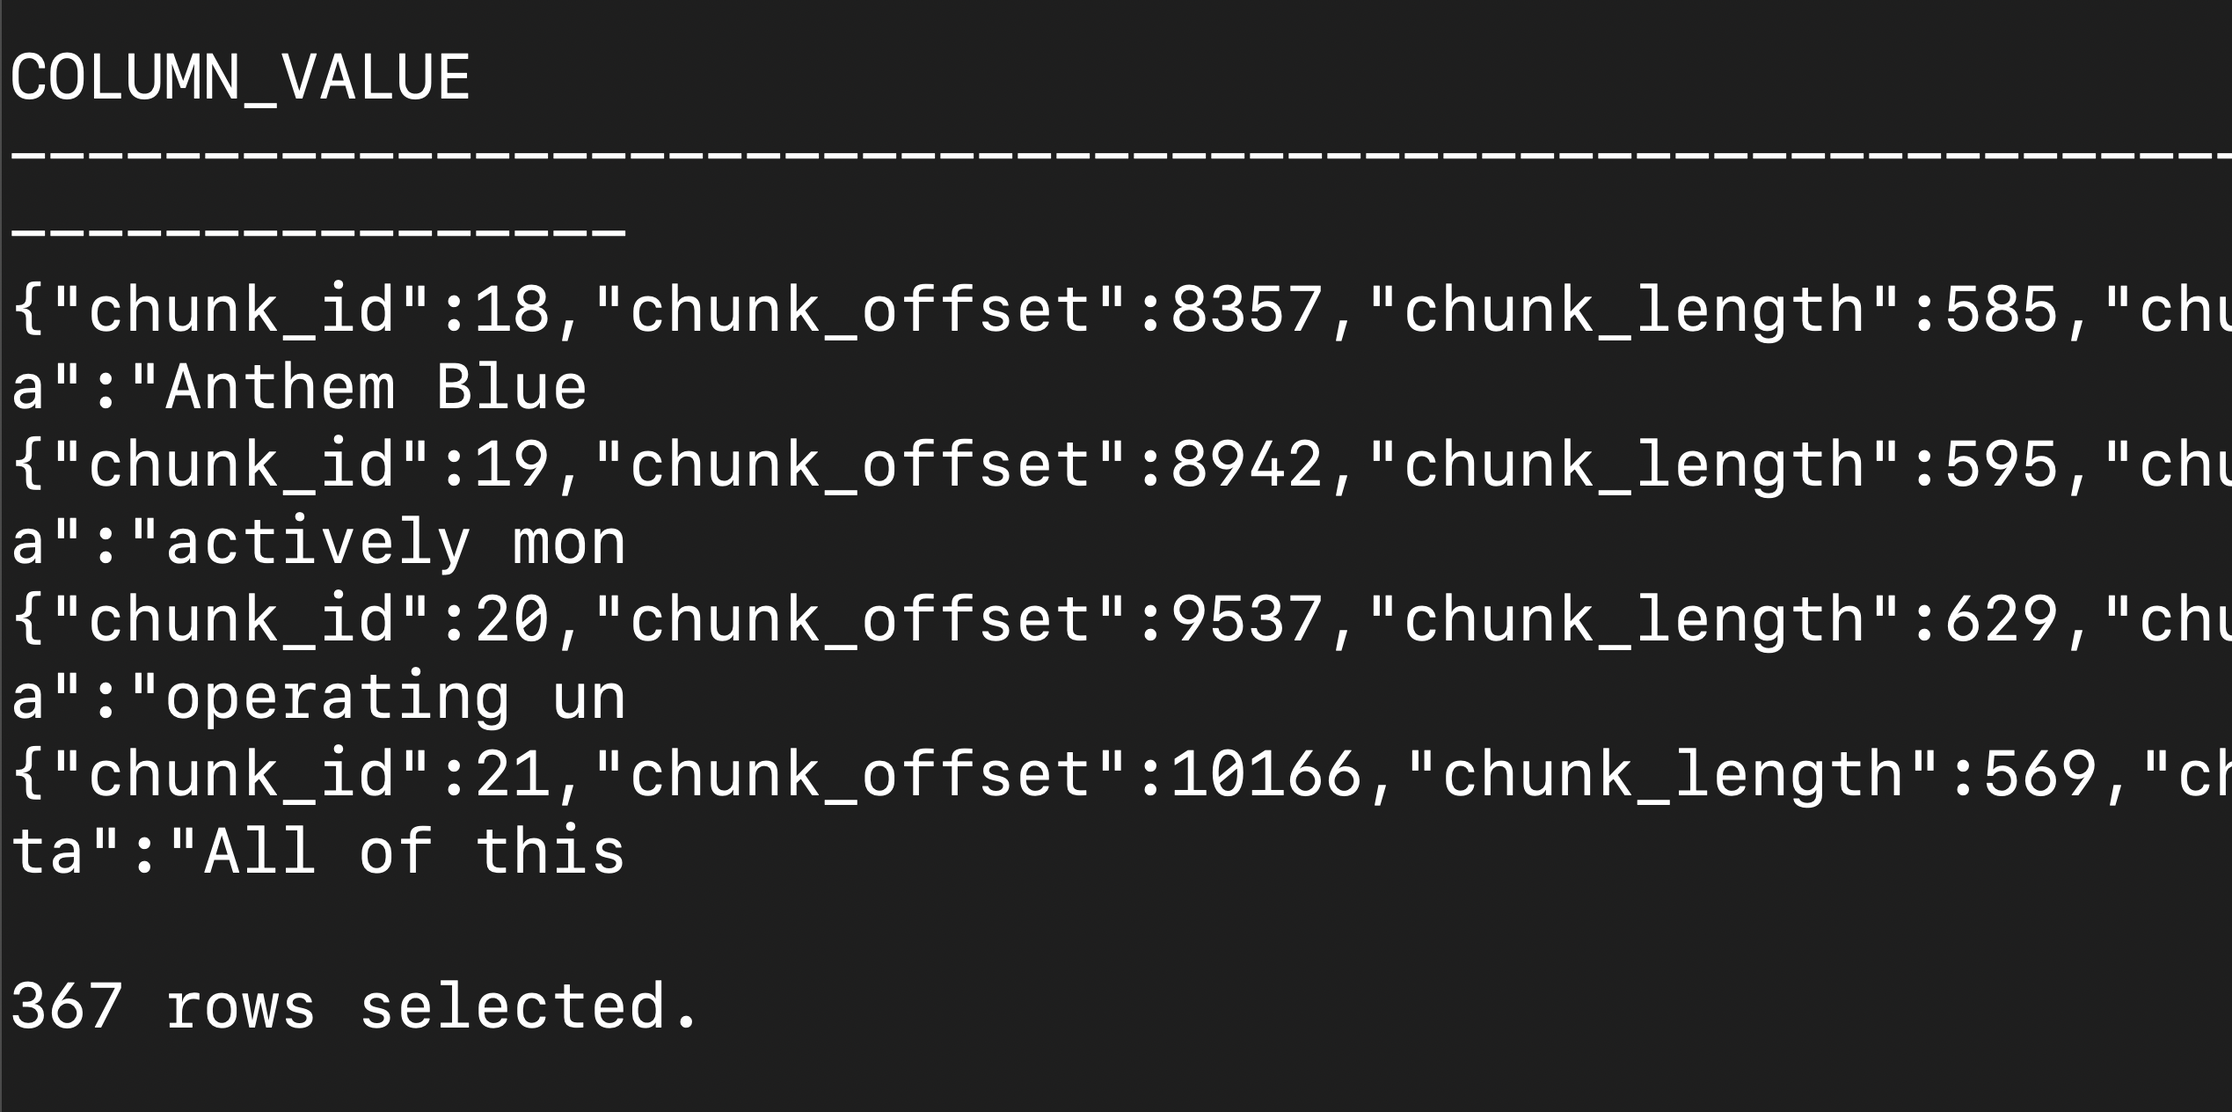 COLUMN_VALUE
----------------------------------------------------------
----------------
{"chunk_id":18,"chunk_offset":8357,"chunk_length":585,"chu
a":"Anthem Blue
{"chunk_id":19,"chunk_offset":8942,"chunk_length":595,"chu
a":"actively mon
{"chunk_id":20,"chunk_offset":9537,"chunk_length":629,"chu
a":"operating un
{"chunk_id":21,"chunk_offset":10166,"chunk_length":569,"ch
ta":"All of this
367 rows selected.